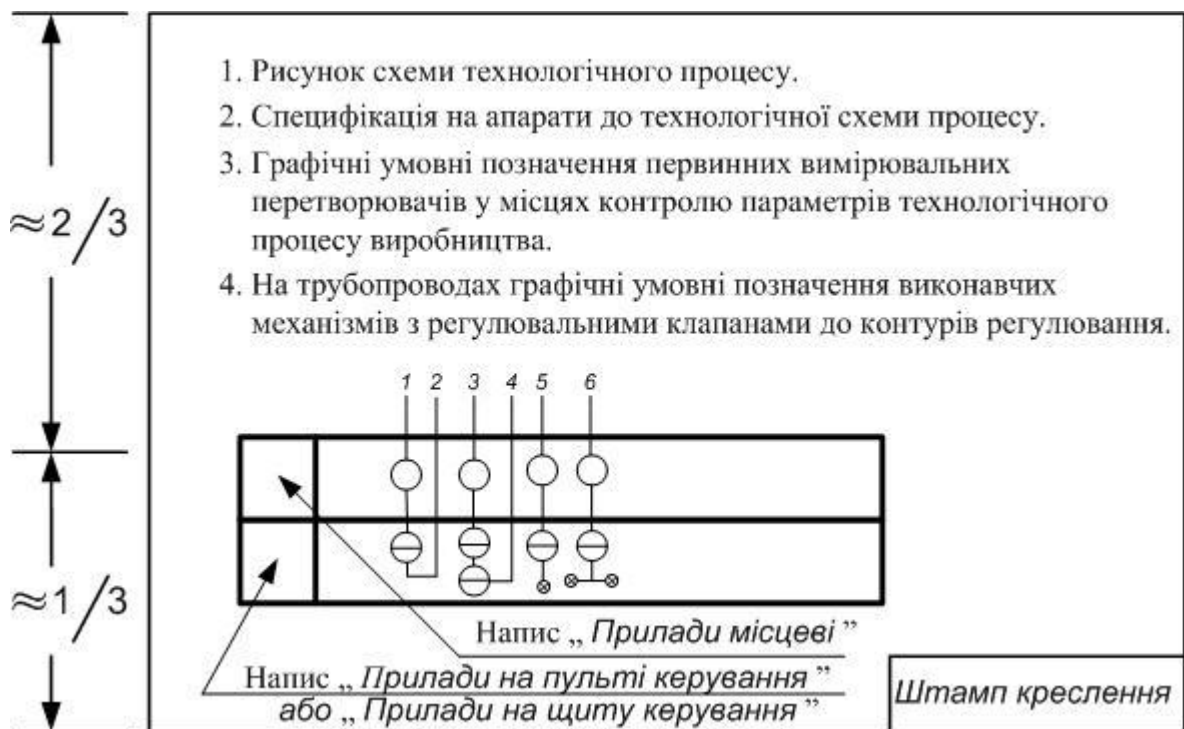 1. Рисунок схеми технологічного процесу.
2. Специфікація на апарати до технологічної схеми процесу.
3. Графічні умовні позначення первинних вимірювальних
перетворювачів у місцях контролю параметрів технологічного
процесу виробництва.
4. На трубопроводах графічні умовні позначення виконавчих
механізмів з регулювальними клапанами до контурів регулювання.
≈2/3
1 2 3 4 5 6
≈1/3
Напис „ Прилади місцеві ”
Напис „ Прилади на пульті керування ”
або „ Прилади на щиту керування ”
Штамп креслення